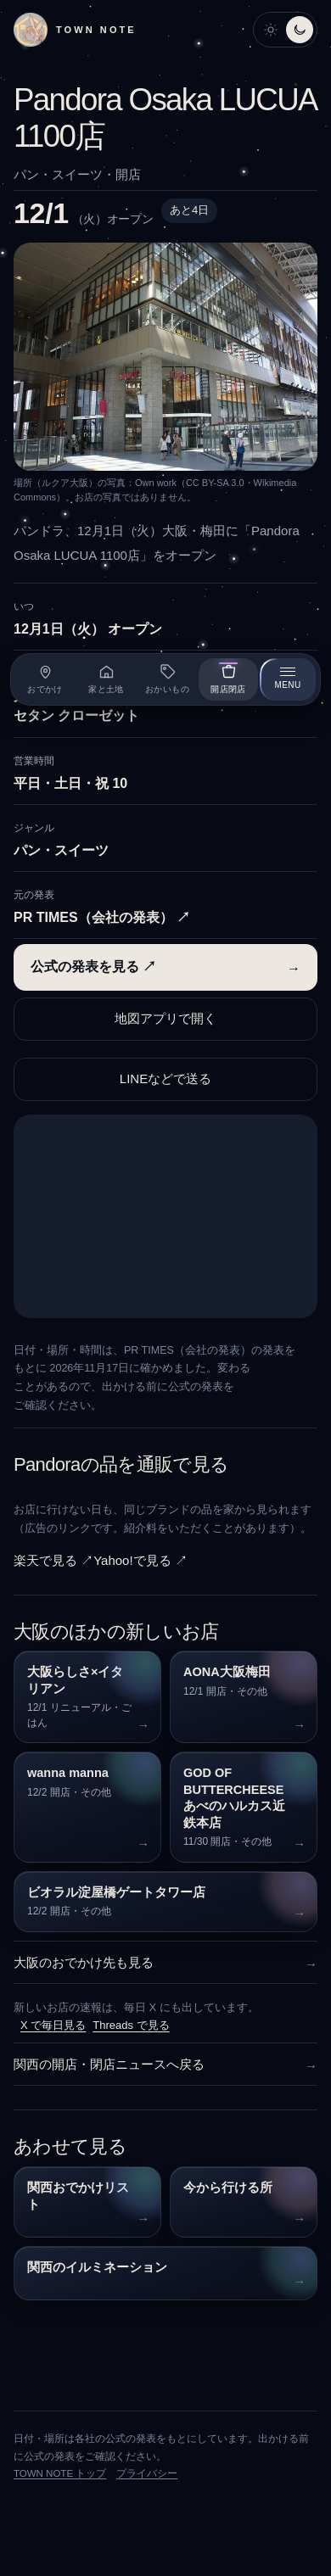 TOWN NOTE
Pandora Osaka LUCUA
1100店
パン・スイーツ・開店
12/1 （火）オープン あと4日
場所（ルクア大阪）の写真：Own work（CC BY-SA 3.0・Wikimedia
Commons）。お店の写真ではありません。
パンドラ、12月1日（火）大阪・梅田に「Pandora
Osaka LUCUA 1100店」をオープン
いつ
12月1日（火） オープン
おでかけ
家と土地
おかいもの
開店閉店
MENU
セタン クローゼット
営業時間
平日・土日・祝 10
ジャンル
パン・スイーツ
元の発表
PR TIMES（会社の発表） ↗
公式の発表を見る ↗ →
地図アプリで開く
LINEなどで送る
日付・場所・時間は、PR TIMES（会社の発表）の発表を
もとに 2026年11月17日に確かめました。変わる
ことがあるので、出かける前に公式の発表を
ご確認ください。
Pandoraの品を通販で見る
お店に行けない日も、同じブランドの品を家から見られます
（広告のリンクです。紹介料をいただくことがあります）。
楽天で見る ↗Yahoo!で見る ↗
大阪のほかの新しいお店
大阪らしさ×イタ
リアン
12/1 リニューアル・ご
はん →
AONA大阪梅田
12/1 開店・その他
→
wanna manna
12/2 開店・その他
→
GOD OF
BUTTERCHEESE
あべのハルカス近
鉄本店
11/30 開店・その他 →
ビオラル淀屋橋ゲートタワー店
12/2 開店・その他 →
大阪のおでかけ先も見る →
新しいお店の速報は、毎日 X にも出しています。
X で毎日見る Threads で見る
関西の開店・閉店ニュースへ戻る →
あわせて見る
関西おでかけリス
ト →
今から行ける所
→
関西のイルミネーション
→
日付・場所は各社の公式の発表をもとにしています。出かける前
に公式の発表をご確認ください。
TOWN NOTE トップ プライバシー